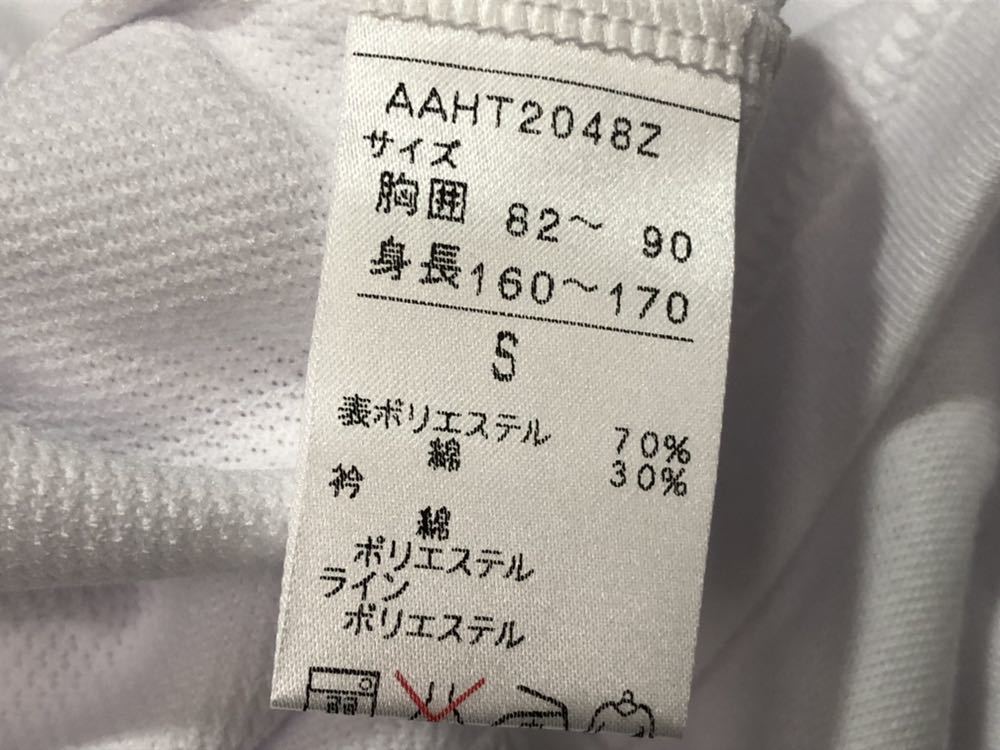 AAHT2048Z
サイズ
胸囲 82～ 90
身長160～170
S
表ポリエステル 70%
綿 30%
衿
綿
ポリエステル
ライン
ポリエステル